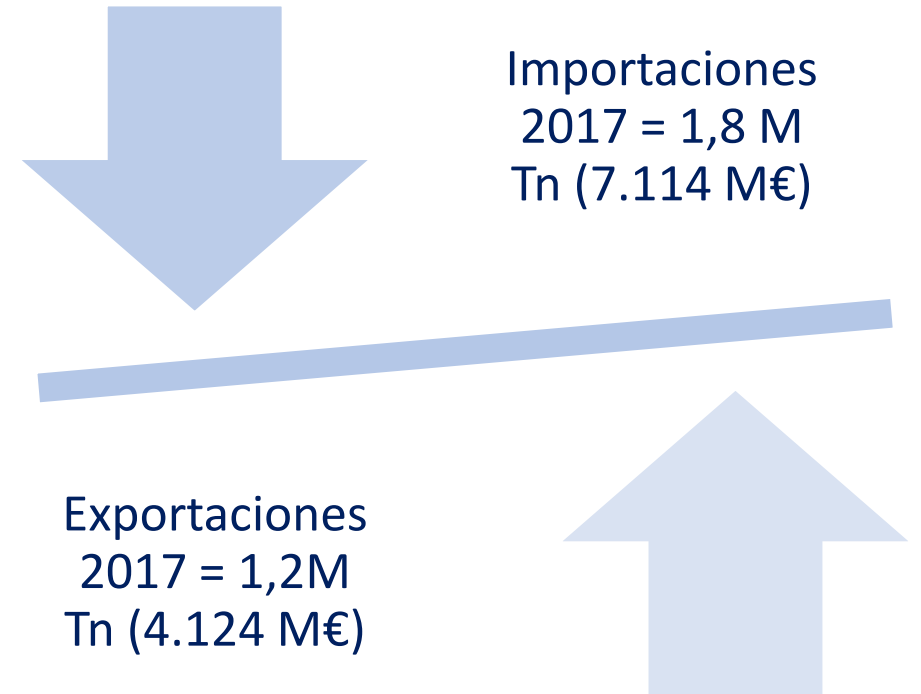 Importaciones
2017 = 1,8 M
Tn (7.114 M€)
Exportaciones
2017 = 1,2M
Tn (4.124 M€)